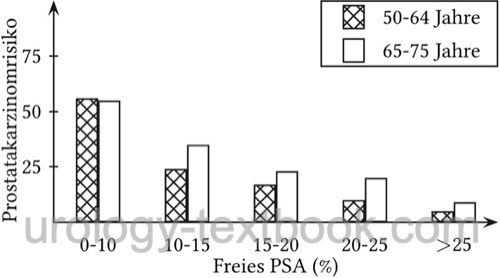 Prostatakarzinomrisiko
50-64 Jahre
65-75 Jahre
75
50
25
urology-textbook.com
0-10 10-15 15-20 20-25 >25
Freies PSA (%)